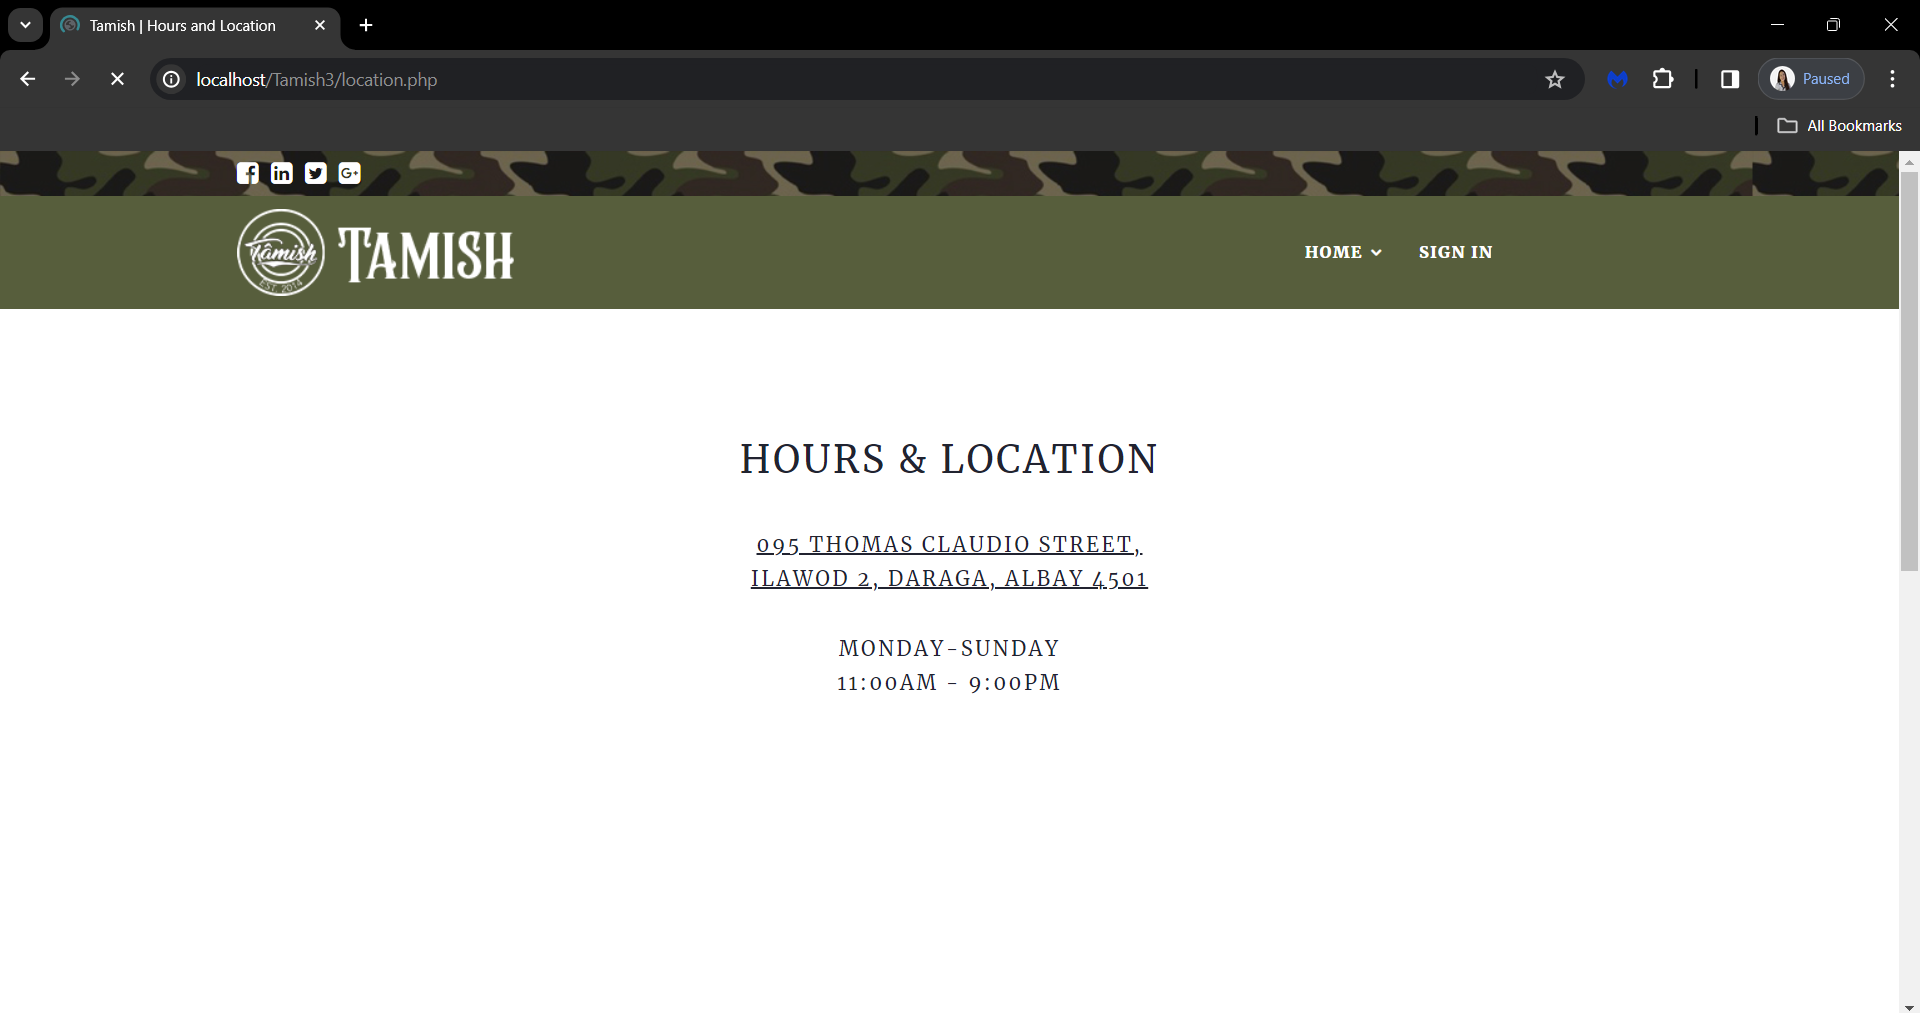 Tamish | Hours and Location
localhost/Tamish3/location.php
Paused
All Bookmarks
Tâmish
EST. 2014
TAMISH
HOME
SIGN IN
HOURS & LOCATION
095 THOMAS CLAUDIO STREET,
ILAWOD 2, DARAGA, ALBAY 4501
MONDAY-SUNDAY
11:00AM - 9:00PM